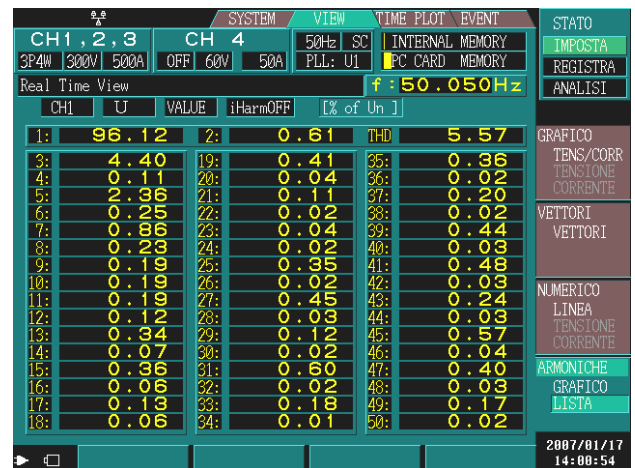 SYSTEM VIEW TIME PLOT EVENT
CH1,2,3 CH 4 50Hz SC INTERNAL MEMORY
3P4W 300V 500A OFF 60V 50A PLL: U1 PC CARD MEMORY
Real Time View f:50.050Hz
CH1 U VALUE iHarmOFF [% of Un ]
1: 96.12 2: 0.61 THD 5.57
3: 4.40 19: 0.41 35: 0.36
4: 0.11 20: 0.04 36: 0.02
5: 2.36 21: 0.11 37: 0.20
6: 0.25 22: 0.02 38: 0.02
7: 0.86 23: 0.04 39: 0.44
8: 0.23 24: 0.02 40: 0.03
9: 0.19 25: 0.35 41: 0.48
10: 0.19 26: 0.02 42: 0.03
11: 0.19 27: 0.45 43: 0.24
12: 0.12 28: 0.03 44: 0.03
13: 0.34 29: 0.12 45: 0.57
14: 0.07 30: 0.02 46: 0.04
15: 0.36 31: 0.60 47: 0.40
16: 0.06 32: 0.02 48: 0.03
17: 0.13 33: 0.18 49: 0.17
18: 0.06 34: 0.01 50: 0.02
STATO
IMPOSTA
REGISTRA
ANALISI
GRAFICO
TENS/CORR
TENSIONE
CORRENTE
VETTORI
VETTORI
NUMERICO
LINEA
TENSIONE
CORRENTE
ARMONICHE
GRAFICO
LISTA
2007/01/17
14:00:54